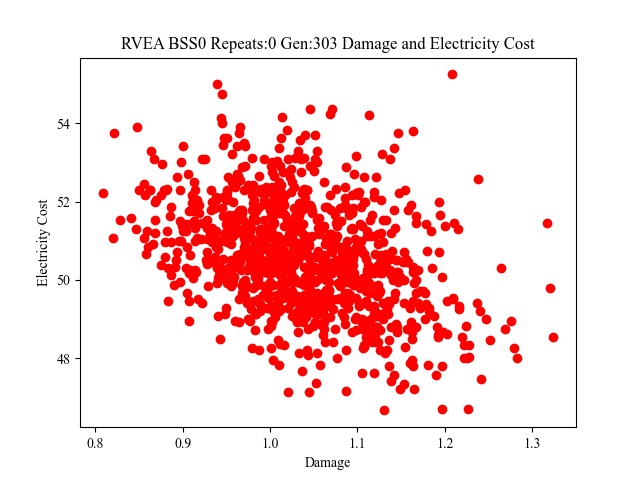 RVEA BSS0 Repeats:0 Gen:303 Damage and Electricity Cost
54
52
50
48
Electricity Cost
0.8 0.9 1.0 1.1 1.2 1.3
Damage